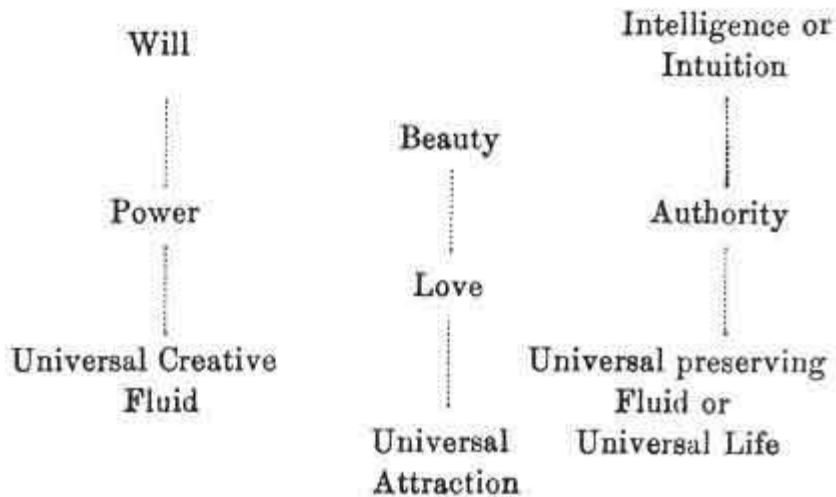 Will
Intelligence or
Intuition
Beauty
Power
Authority
Love
Universal Creative
Fluid
Universal preserving
Fluid or
Universal Life
Universal
Attraction